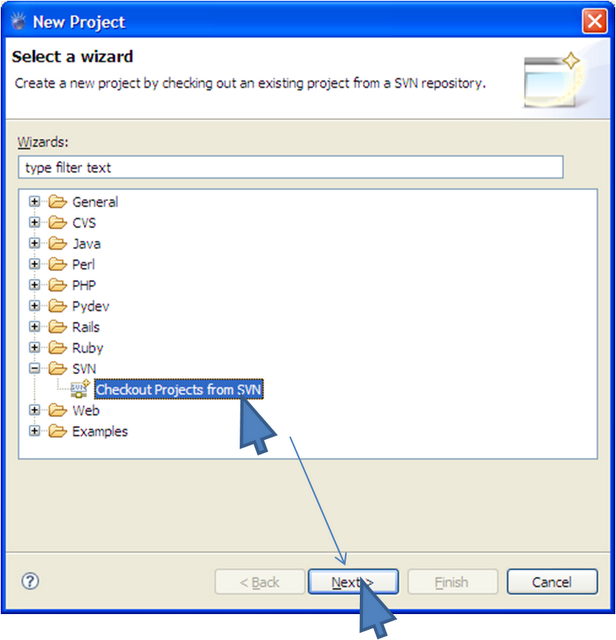 New Project
Select a wizard
Create a new project by checking out an existing project from a SVN repository.
Wizards:
type filter text
General
CVS
Java
Perl
PHP
Pydev
Rails
Ruby
SVN
Checkout Projects from SVN
Web
Examples
< Back Next > Finish Cancel